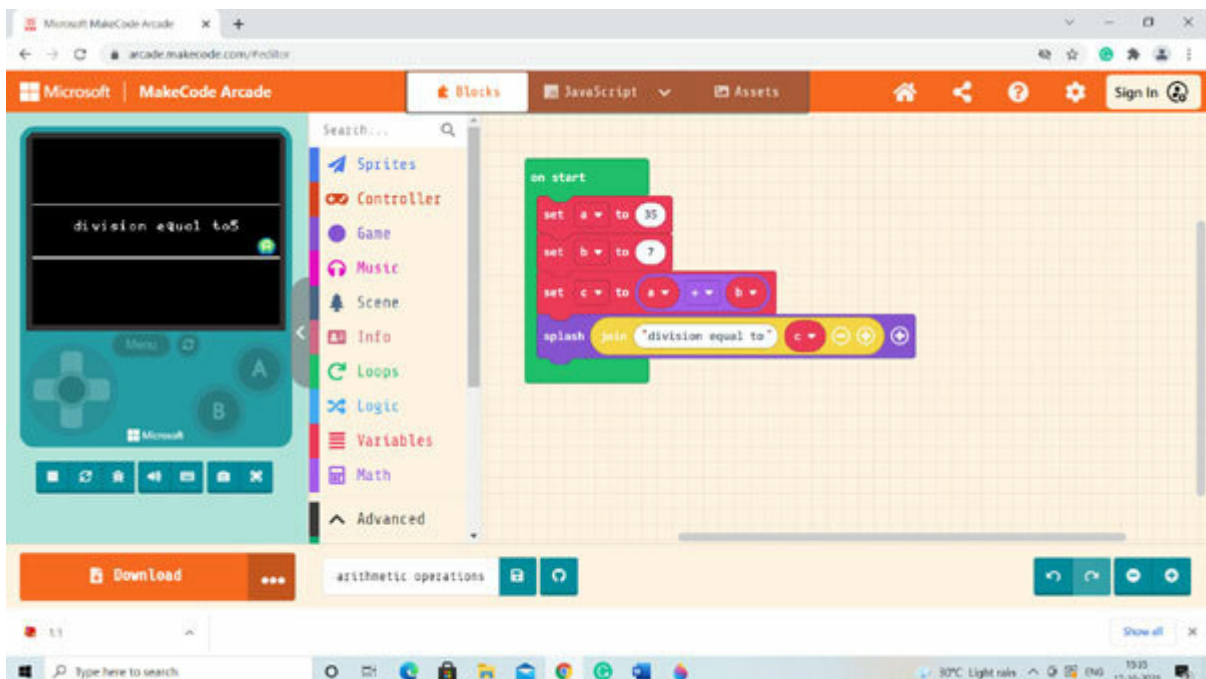 Microsoft MakeCode Arcade
arcade.makecode.com/#editor
Microsoft | MakeCode Arcade
Blocks
JavaScript
Assets
Sign In
Search...
Sprites
Controller
Game
Music
Scene
Info
Loops
Logic
Variables
Math
Advanced
division equal to5
Menu
A
B
Microsoft
on start
set a to 35
set b to 7
set c to a ÷ b
splash join "division equal to" c
Download
arithmetic operations
1.1
Show all
Type here to search
30°C Light rain
ENG